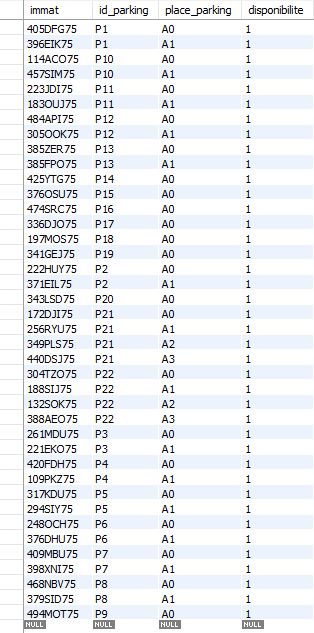 immat id_parking place_parking disponibilite
405DFG75 P1 A0 1
396EIK75 P1 A1 1
114ACO75 P10 A0 1
457SIM75 P10 A1 1
223JDI75 P11 A0 1
183OUJ75 P11 A1 1
484API75 P12 A0 1
305OOK75 P12 A1 1
385ZER75 P13 A0 1
385FPO75 P13 A1 1
425YTG75 P14 A0 1
376OSU75 P15 A0 1
474SRC75 P16 A0 1
336DJO75 P17 A0 1
197MOS75 P18 A0 1
341GEJ75 P19 A0 1
222HUY75 P2 A0 1
371EIL75 P2 A1 1
343LSD75 P20 A0 1
172DJI75 P21 A0 1
256RYU75 P21 A1 1
349PLS75 P21 A2 1
440DSJ75 P21 A3 1
304TZO75 P22 A0 1
188SIJ75 P22 A1 1
132SOK75 P22 A2 1
388AEO75 P22 A3 1
261MDU75 P3 A0 1
221EKO75 P3 A1 1
420FDH75 P4 A0 1
109PKZ75 P4 A1 1
317KDU75 P5 A0 1
294SIY75 P5 A1 1
248OCH75 P6 A0 1
376DHU75 P6 A1 1
409MBU75 P7 A0 1
398XNI75 P7 A1 1
468NBV75 P8 A0 1
379SID75 P8 A1 1
494MOT75 P9 A0 1
NULL NULL NULL NULL